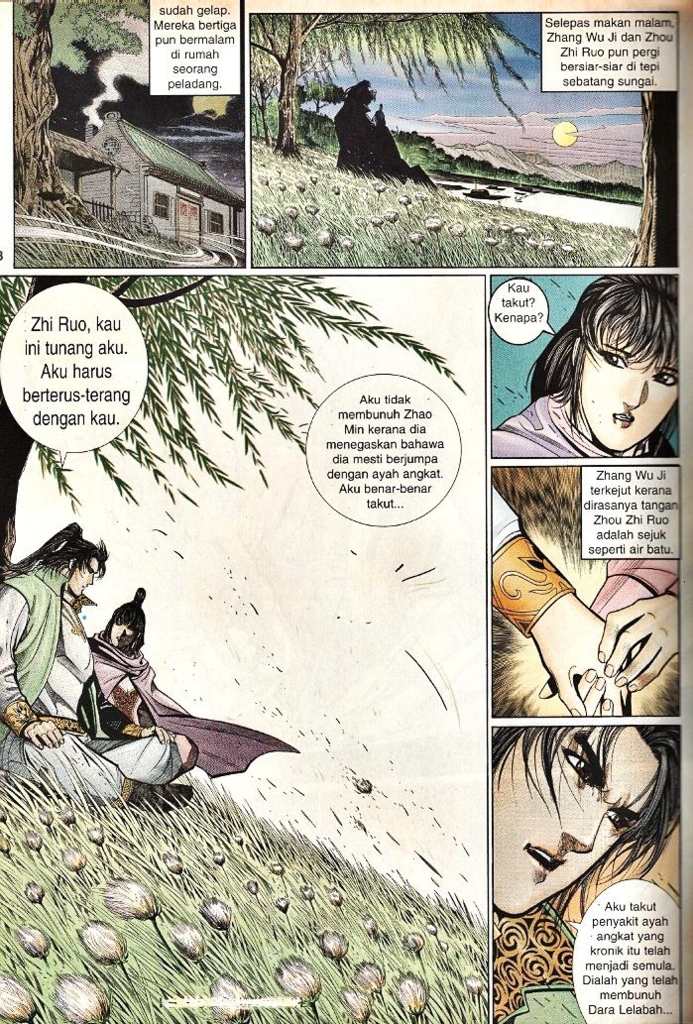 sudah gelap.
Mereka bertiga
pun bermalam
di rumah
seorang
peladang.
Selepas makan malam,
Zhang Wu Ji dan Zhou
Zhi Ruo pun pergi
bersiar-siar di tepi
sebatang sungai.
Zhi Ruo, kau
ini tunang aku.
Aku harus
berterus-terang
dengan kau.
Aku tidak
membunuh Zhao
Min kerana dia
menegaskan bahawa
dia mesti berjumpa
dengan ayah angkat.
Aku benar-benar
takut...
Kau
takut?
Kenapa?
Zhang Wu Ji
terkejut kerana
dirasanya tangan
Zhou Zhi Ruo
adalah sejuk
seperti air batu.
Aku takut
penyakit ayah
angkat yang
kronik itu telah
menjadi semula.
Dialah yang telah
membunuh
Dara Lelabah...